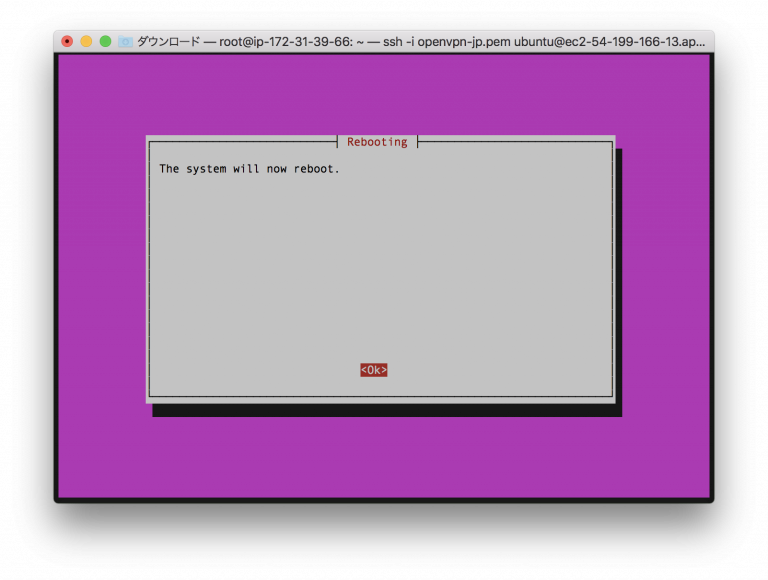 ダウンロード — root@ip-172-31-39-66: ~ — ssh -i openvpn-jp.pem ubuntu@ec2-54-199-166-13.ap...
Rebooting
The system will now reboot.
<Ok>